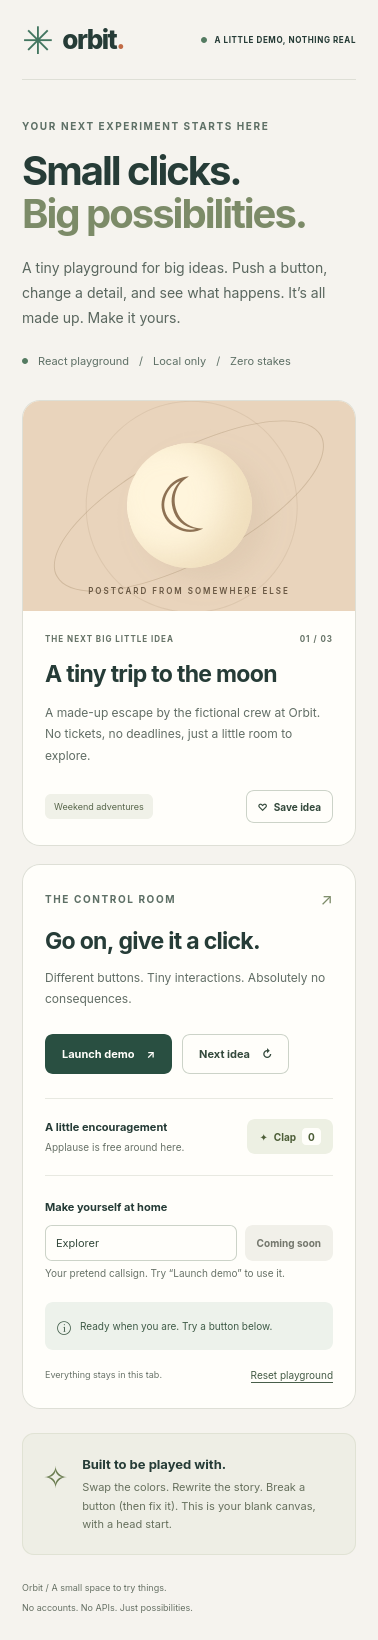 orbit.
A LITTLE DEMO, NOTHING REAL
YOUR NEXT EXPERIMENT STARTS HERE
Small clicks.
Big possibilities.
A tiny playground for big ideas. Push a button,
change a detail, and see what happens. It’s all
made up. Make it yours.
React playground / Local only / Zero stakes
POSTCARD FROM SOMEWHERE ELSE
THE NEXT BIG LITTLE IDEA
01 / 03
A tiny trip to the moon
A made-up escape by the fictional crew at Orbit.
No tickets, no deadlines, just a little room to
explore.
Weekend adventures
Save idea
THE CONTROL ROOM
Go on, give it a click.
Different buttons. Tiny interactions. Absolutely no
consequences.
Launch demo
Next idea
A little encouragement
Applause is free around here.
Clap 0
Make yourself at home
Explorer
Coming soon
Your pretend callsign. Try “Launch demo” to use it.
Ready when you are. Try a button below.
Everything stays in this tab.
Reset playground
Built to be played with.
Swap the colors. Rewrite the story. Break a
button (then fix it). This is your blank canvas,
with a head start.
Orbit / A small space to try things.
No accounts. No APIs. Just possibilities.